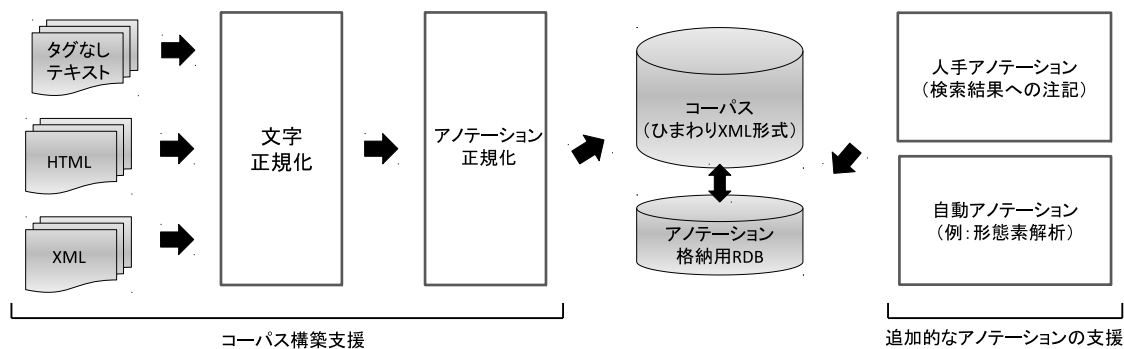 タグなし
テキスト
HTML
XML
文字
正規化
アノテーション
正規化
コーパス
（ひまわりXML形式）
アノテーション
格納用RDB
人手アノテーション
（検索結果への注記）
自動アノテーション
（例：形態素解析）
コーパス構築支援
追加的なアノテーションの支援